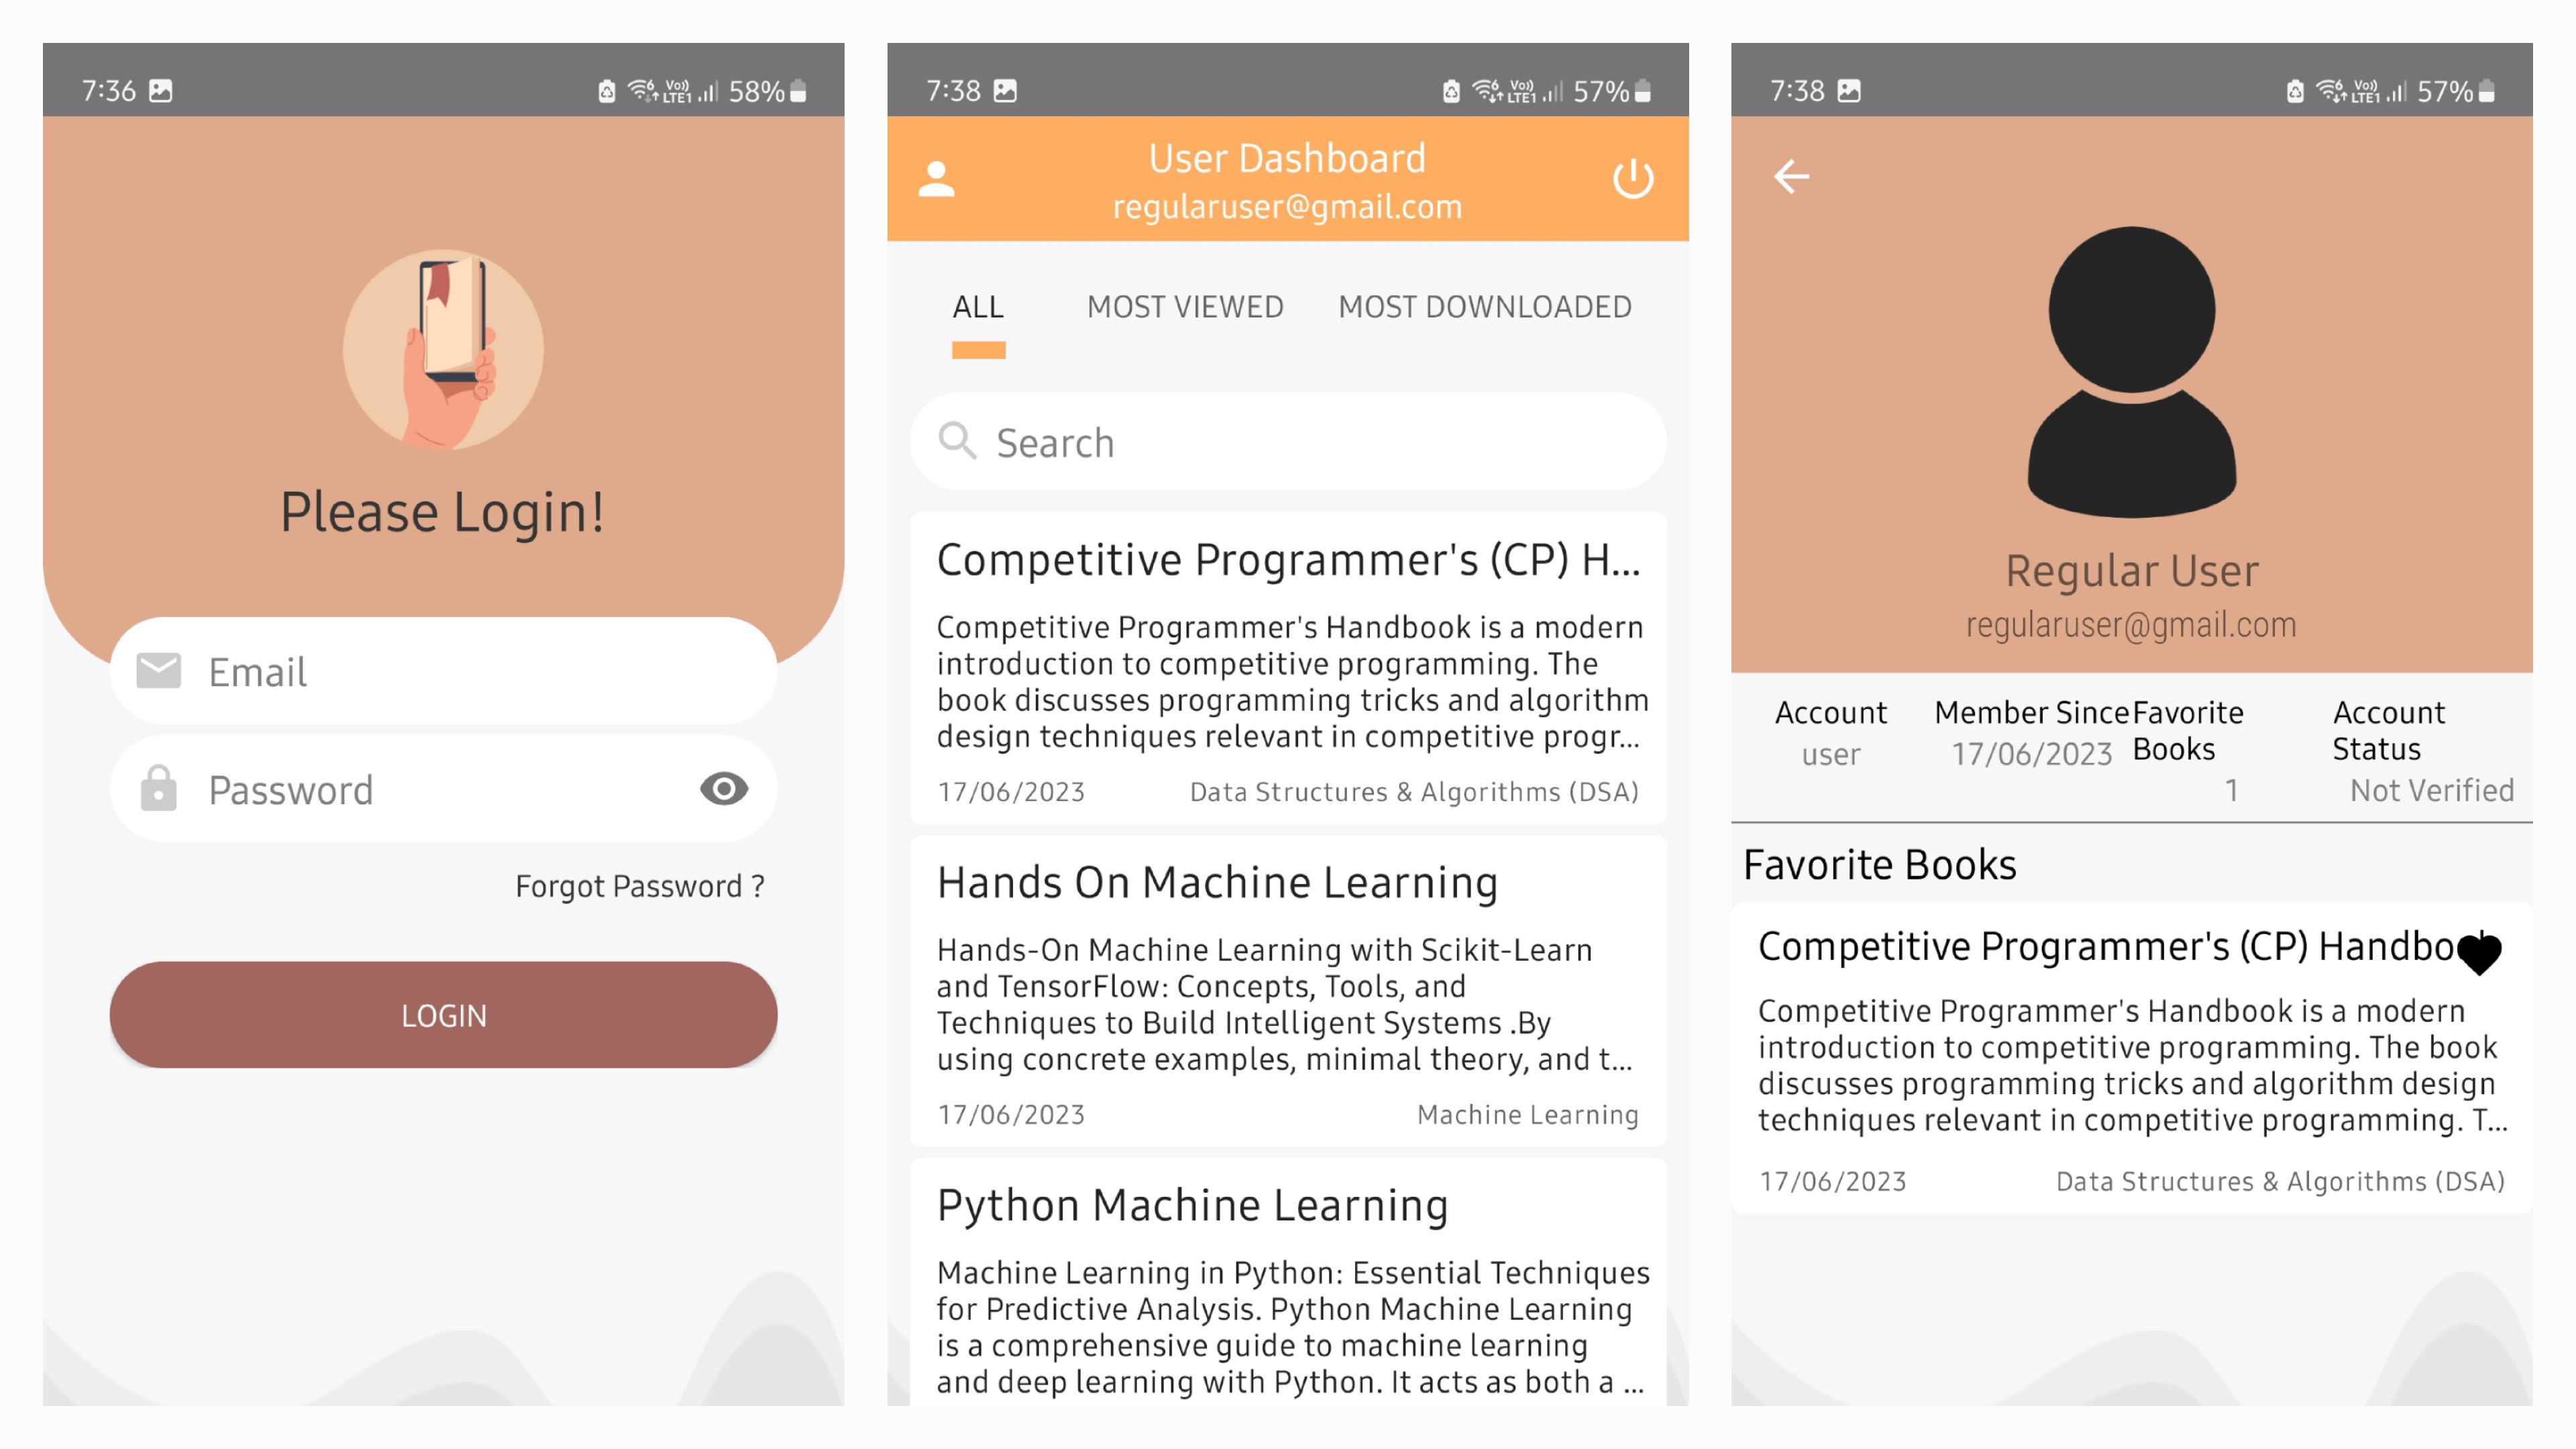 7:36
Vo)) LTE1 58%
Please Login!
Email
Password
Forgot Password ?
LOGIN
7:38
Vo)) LTE1 57%
User Dashboard
regularuser@gmail.com
ALL MOST VIEWED MOST DOWNLOADED
Search
Competitive Programmer's (CP) H...
Competitive Programmer's Handbook is a modern
introduction to competitive programming. The
book discusses programming tricks and algorithm
design techniques relevant in competitive progr...
17/06/2023 Data Structures & Algorithms (DSA)
Hands On Machine Learning
Hands-On Machine Learning with Scikit-Learn
and TensorFlow: Concepts, Tools, and
Techniques to Build Intelligent Systems .By
using concrete examples, minimal theory, and t...
17/06/2023 Machine Learning
Python Machine Learning
Machine Learning in Python: Essential Techniques
for Predictive Analysis. Python Machine Learning
is a comprehensive guide to machine learning
and deep learning with Python. It acts as both a ...
7:38
Vo)) LTE1 57%
Regular User
regularuser@gmail.com
Account
user
Member Since
17/06/2023
Favorite
Books
1
Account
Status
Not Verified
Favorite Books
Competitive Programmer's (CP) Handbo
Competitive Programmer's Handbook is a modern
introduction to competitive programming. The book
discusses programming tricks and algorithm design
techniques relevant in competitive programming. T...
17/06/2023 Data Structures & Algorithms (DSA)